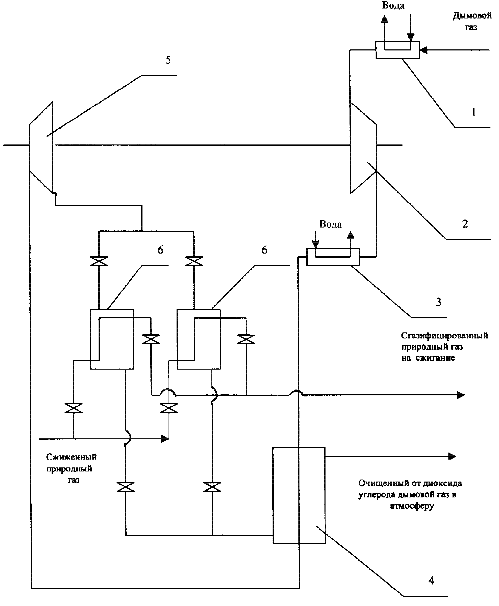 Вода
Дымовой
газ
1
5
2
Вода
6
6
3
Сгазифицированный
природный газ
на сжигание
Сжиженный
природный
газ
Очищенный от диоксида
углерода дымовой газ в
атмосферу
4